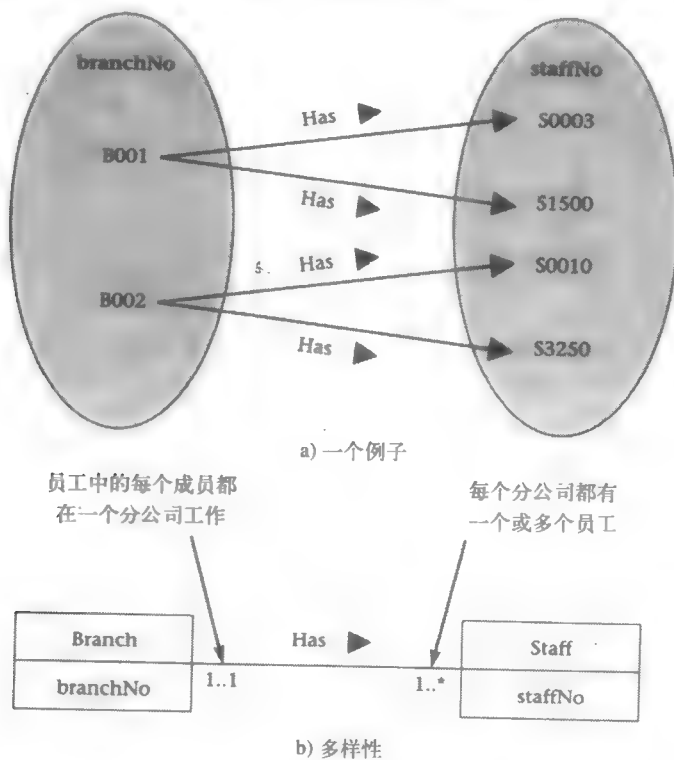 branchNo
staffNo
Has
S0003
B001
Has
S1500
Has
S0010
B002
Has
S3250
a) 一个例子
员工中的每个成员都
在一个分公司工作
每个分公司都有
一个或多个员工
Branch
Has
Staff
branchNo
1..1
1..*
staffNo
b) 多样性